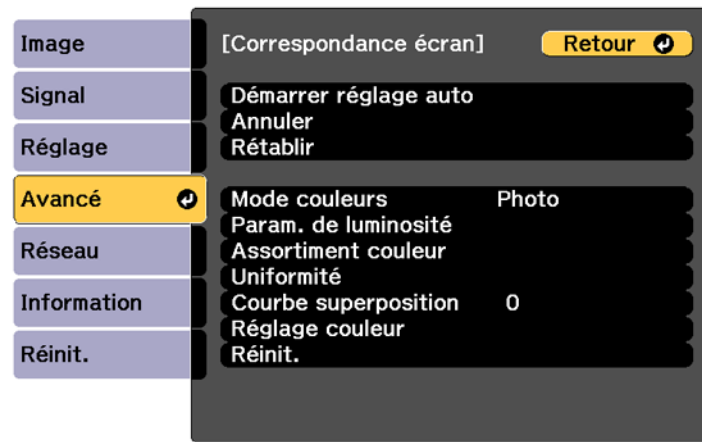 Image
Signal
Réglage
Avancé
Réseau
Information
Réinit.
[Correspondance écran]
Retour
Démarrer réglage auto
Annuler
Rétablir
Mode couleurs Photo
Param. de luminosité
Assortiment couleur
Uniformité
Courbe superposition 0
Réglage couleur
Réinit.